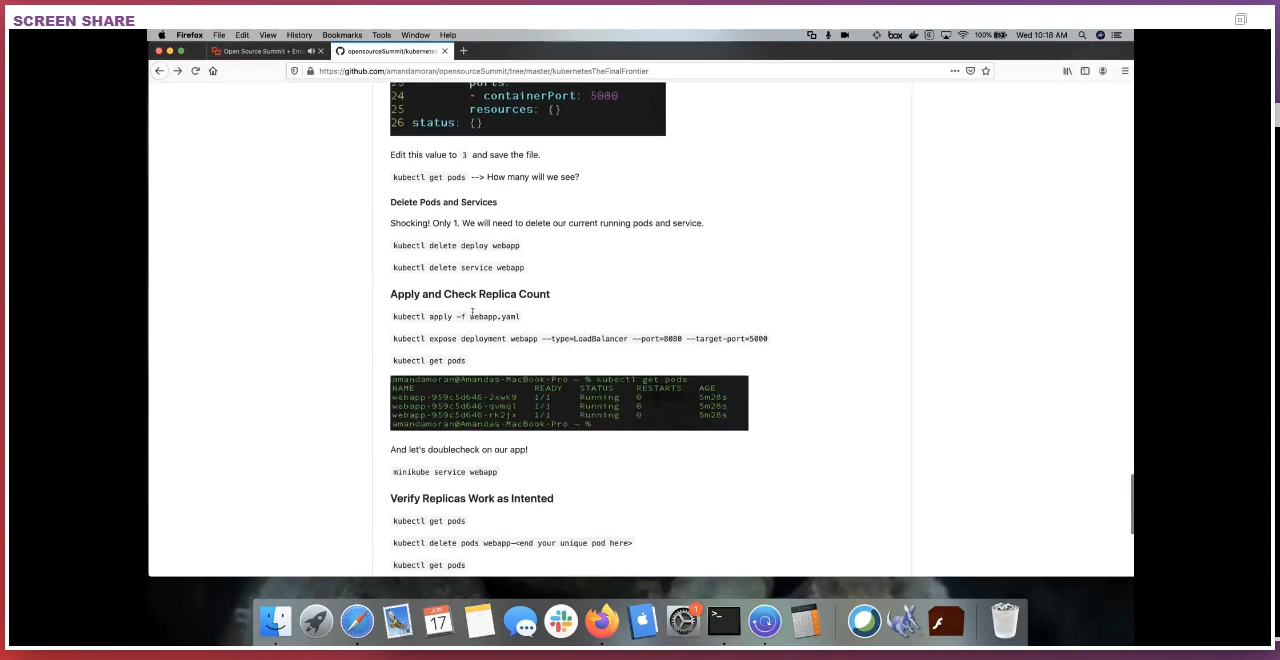 SCREEN SHARE
Firefox File Edit View History Bookmarks Tools Window Help
box 100% Wed 10:18 AM
Open Source Summit + Em
opensourceSummit/kubernetes
https://github.com/amandamoran/opensourceSummit/tree/master/kubernetesTheFinalFrontier
23 ports:
24 - containerPort: 5000
25 resources: {}
26 status: {}
Edit this value to 3 and save the file.
kubectl get pods --> How many will we see?
Delete Pods and Services
Shocking! Only 1. We will need to delete our current running pods and service.
kubectl delete deploy webapp
kubectl delete service webapp
Apply and Check Replica Count
kubectl apply -f webapp.yaml
kubectl expose deployment webapp --type=LoadBalancer --port=8080 --target-port=5000
kubectl get pods
amandamoran@Amandas-MacBook-Pro ~ % kubectl get pods
NAME READY STATUS RESTARTS AGE
webapp-959c5d646-2xwk9 1/1 Running 0 5m28s
webapp-959c5d646-qvmql 1/1 Running 0 5m28s
webapp-959c5d646-rk2jx 1/1 Running 0 5m28s
amandamoran@Amandas-MacBook-Pro ~ %
And let's doublecheck on our app!
minikube service webapp
Verify Replicas Work as Intented
kubectl get pods
kubectl delete pods webapp-<end your unique pod here>
kubectl get pods
JUN
17
1